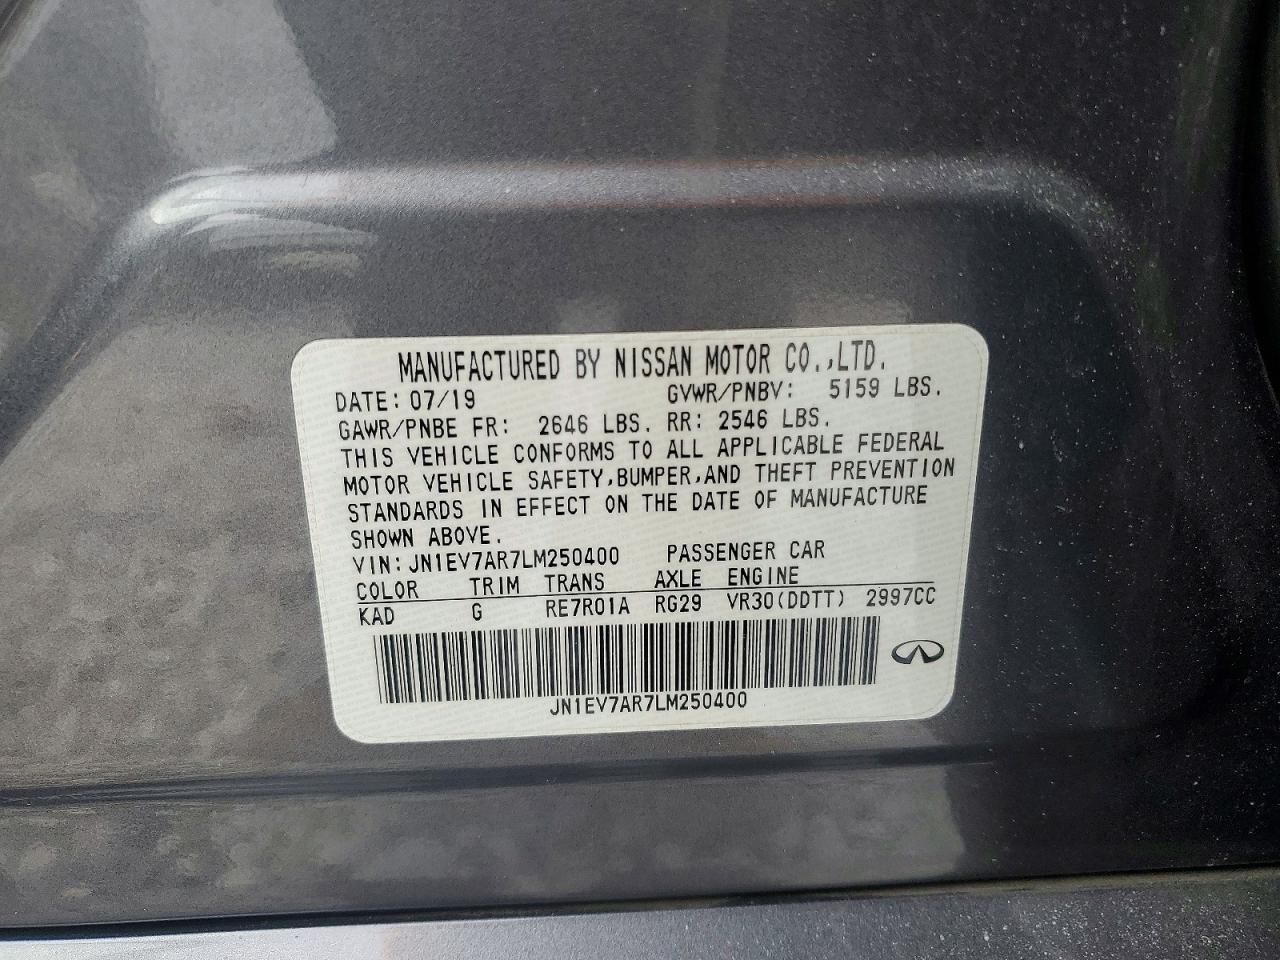 MANUFACTURED BY NISSAN MOTOR CO.,LTD.
DATE: 07/19 GVWR/PNBV: 5159 LBS.
GAWR/PNBE FR: 2646 LBS. RR: 2546 LBS.
THIS VEHICLE CONFORMS TO ALL APPLICABLE FEDERAL
MOTOR VEHICLE SAFETY,BUMPER,AND THEFT PREVENTION
STANDARDS IN EFFECT ON THE DATE OF MANUFACTURE
SHOWN ABOVE.
VIN:JN1EV7AR7LM250400 PASSENGER CAR
COLOR TRIM TRANS AXLE ENGINE
KAD G RE7R01A RG29 VR30(DDTT) 2997CC
JN1EV7AR7LM250400